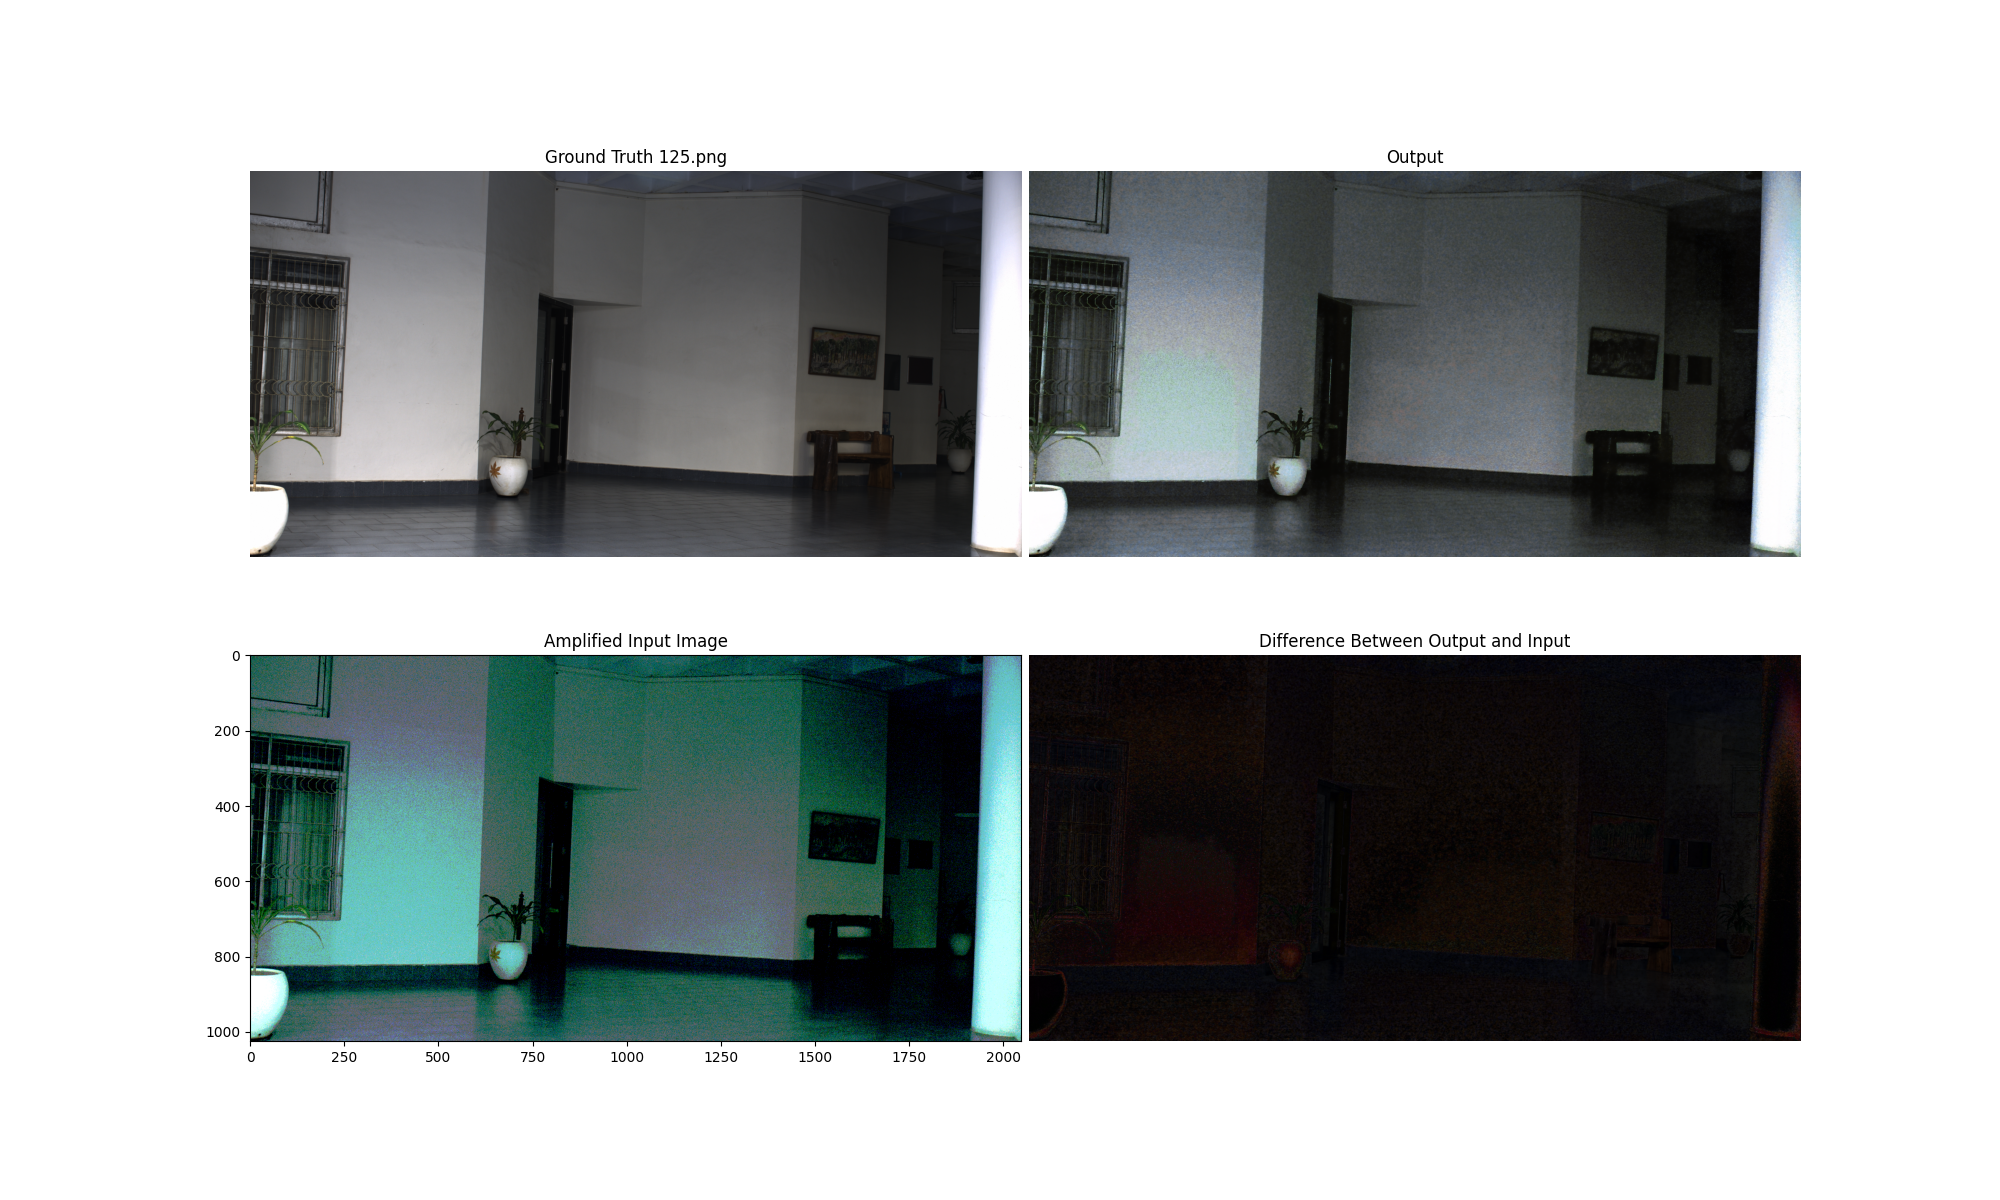 Ground Truth 125.png
Output
Amplified Input Image
Difference Between Output and Input
0
200
400
600
800
1000
0 250 500 750 1000 1250 1500 1750 2000